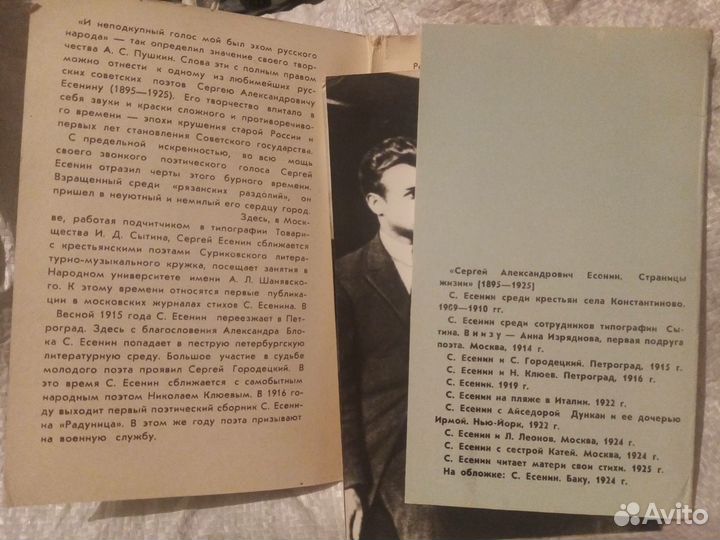 «И неподкупный голос мой был эхом русского
народа» — так определил значение своего твор-
чества А. С. Пушкин. Слова эти с полным правом
можно отнести к одному из любимейших рус-
ских советских поэтов Сергею Александровичу
Есенину (1895—1925). Его творчество впитало в
себя звуки и краски сложного и противоречиво-
го времени — эпохи крушения старой России и
первых лет становления Советского государства.
С предельной искренностью, во всю мощь
своего звонкого поэтического голоса Сергей
Есенин отразил черты этого бурного времени.
Взращенный среди «рязанских раздолий», он
пришел в неуютный и немилый его сердцу город.
Здесь, в Моск-
ве, работая подчитчиком в типографии Товари-
щества И. Д. Сытина, Сергей Есенин сближается
с крестьянскими поэтами Суриковского литера-
турно-музыкального кружка, посещает занятия в
Народном университете имени А. Л. Шанявско-
го. К этому времени относятся первые публика-
ции в московских журналах стихов С. Есенина.
Весной 1915 года С. Есенин переезжает в Пет-
роград. Здесь с благословения Александра Бло-
ка С. Есенин попадает в пеструю петербургскую
литературную среду. Большое участие в судьбе
молодого поэта проявил Сергей Городецкий. В
это время С. Есенин сближается с самобытным
народным поэтом Николаем Клюевым. В 1916 го-
ду выходит первый поэтический сборник С. Есени-
на «Радуница». В этом же году поэта призывают
на военную службу.
Ре
«Сергей Александрович Есенин. Страницы
жизни» [1895—1925]
С. Есенин среди крестьян села Константиново.
1909—1910 гг.
С. Есенин среди сотрудников типографии Сы-
тина. Внизу — Анна Изряднова, первая подруга
поэта. Москва, 1914 г.
С. Есенин и С. Городецкий. Петроград, 1915 г.
С. Есенин и Н. Клюев. Петроград, 1916 г.
С. Есенин. 1919 г.
С. Есенин на пляже в Италии. 1922 г.
С. Есенин с Айседорой Дункан и ее дочерью
Ирмой. Нью-Йорк, 1922 г.
С. Есенин и Л. Леонов. Москва, 1924 г.
С. Есенин с сестрой Катей. Москва, 1924 г.
С. Есенин читает матери свои стихи. 1925 г.
На обложке: С. Есенин. Баку, 1924 г.
Avito